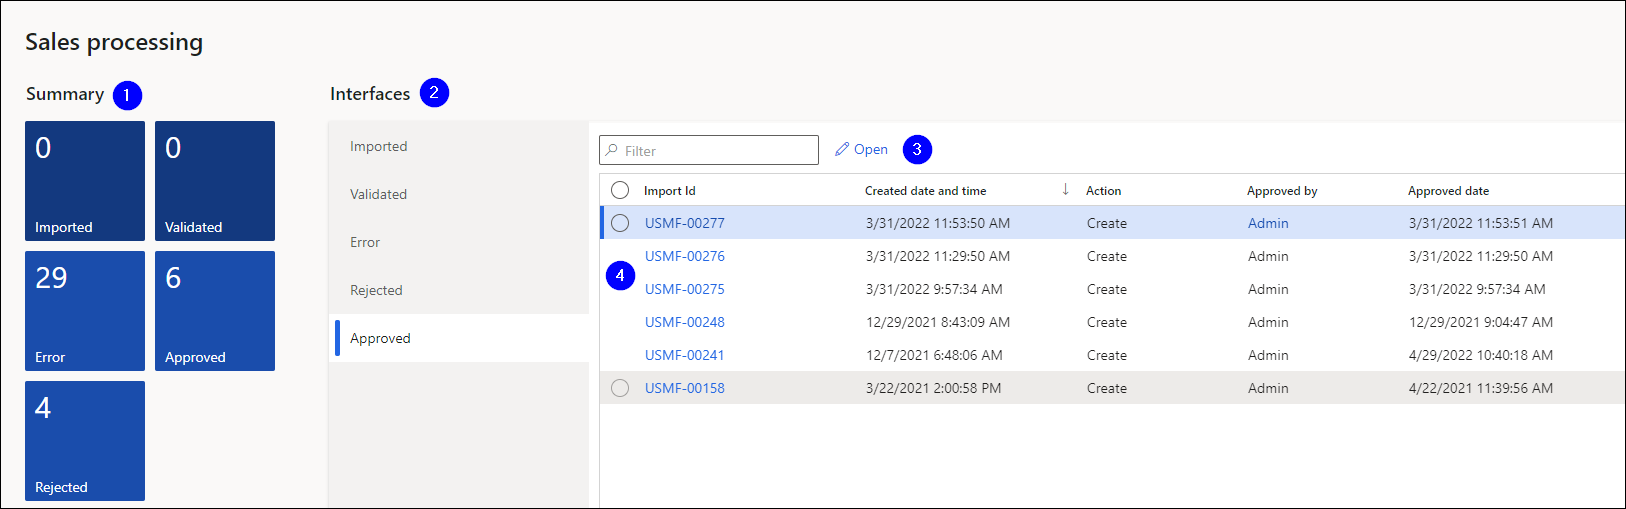 Sales processing
Summary 1
0
Imported
0
Validated
29
Error
6
Approved
4
Rejected
Interfaces 2
Imported
Validated
Error
Rejected
Approved
Filter
Open 3
Import Id Created date and time ↓ Action Approved by Approved date
USMF-00277 3/31/2022 11:53:50 AM Create Admin 3/31/2022 11:53:51 AM
USMF-00276 3/31/2022 11:29:50 AM Create Admin 3/31/2022 11:29:50 AM
4
USMF-00275 3/31/2022 9:57:34 AM Create Admin 3/31/2022 9:57:34 AM
USMF-00248 12/29/2021 8:43:09 AM Create Admin 12/29/2021 9:04:47 AM
USMF-00241 12/7/2021 6:48:06 AM Create Admin 4/29/2022 10:40:18 AM
USMF-00158 3/22/2021 2:00:58 PM Create Admin 4/22/2021 11:39:56 AM